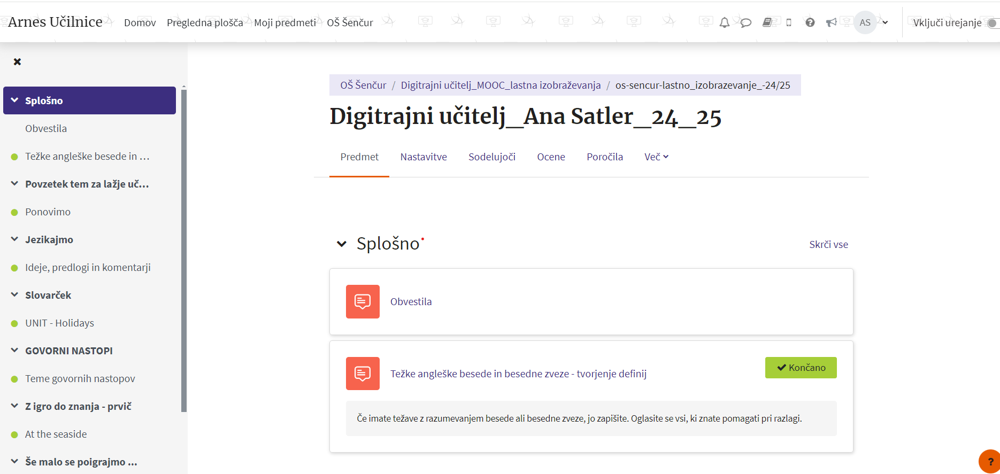 Arnes Učilnice
Domov
Pregledna plošča
Moji predmeti
OŠ Šenčur
AS
Vključi urejanje
Splošno
Obvestila
Težke angleške besede in ...
Povzetek tem za lažje uč...
Ponovimo
Jezikajmo
Ideje, predlogi in komentarji
Slovarček
UNIT - Holidays
GOVORNI NASTOPI
Teme govornih nastopov
Z igro do znanja - prvič
At the seaside
Še malo se poigrajmo ...
OŠ Šenčur / Digitrajni učitelj_MOOC_lastna izobraževanja / os-sencur-lastno_izobrazevanje_-24/25
Digitrajni učitelj_Ana Satler_24_25
Predmet
Nastavitve
Sodelujoči
Ocene
Poročila
Več
Splošno
Skrči vse
Obvestila
Težke angleške besede in besedne zveze - tvorjenje definij
Končano
Če imate težave z razumevanjem besede ali besedne zveze, jo zapišite. Oglasite se vsi, ki znate pomagati pri razlagi.
?